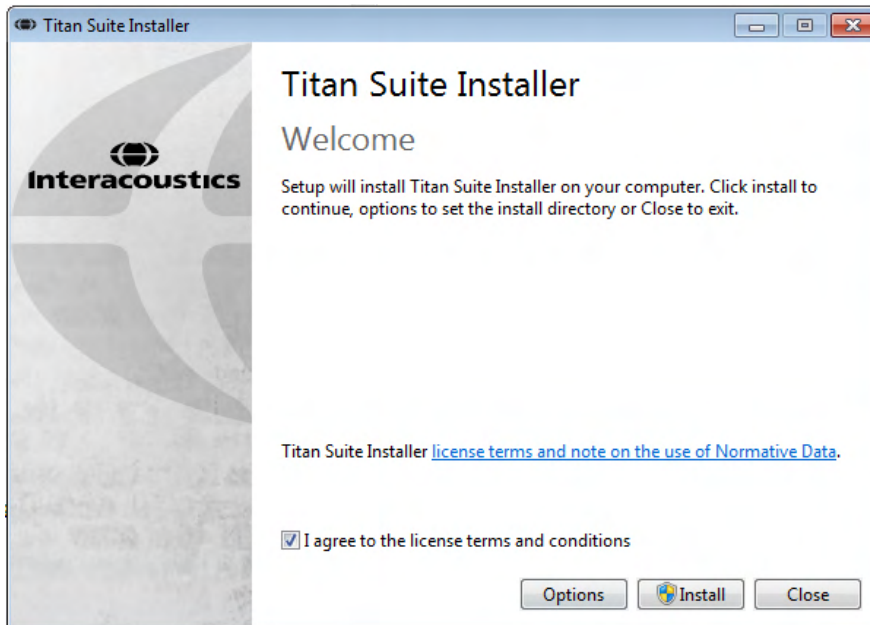 Titan Suite Installer
Interacoustics
Titan Suite Installer
Welcome
Setup will install Titan Suite Installer on your computer. Click install to
continue, options to set the install directory or Close to exit.
Titan Suite Installer license terms and note on the use of Normative Data.
I agree to the license terms and conditions
Options
Install
Close